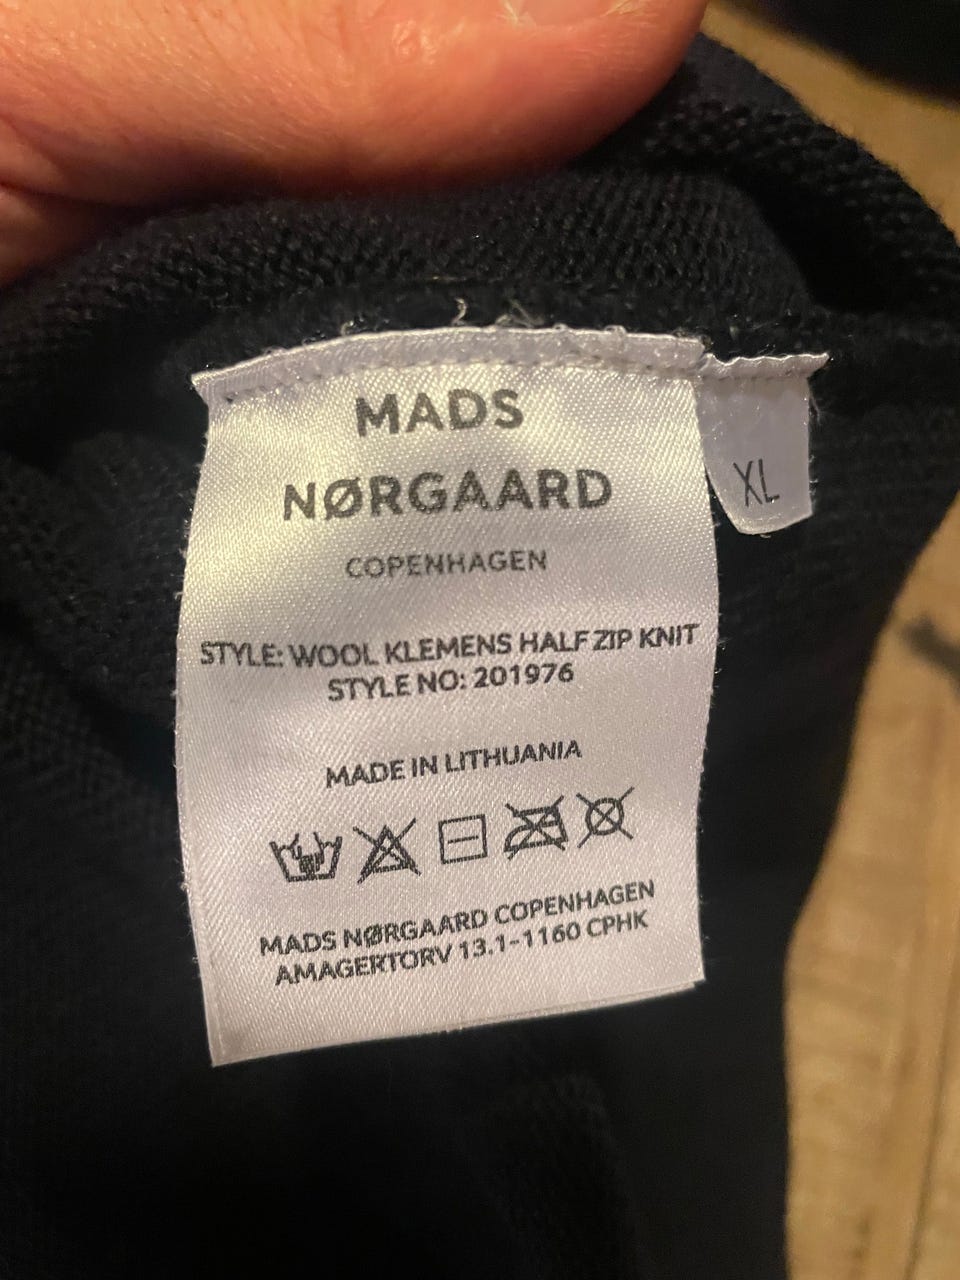 MADS
NØRGAARD
COPENHAGEN
XL
STYLE: WOOL KLEMENS HALF ZIP KNIT
STYLE NO: 201976
MADE IN LITHUANIA
MADS NØRGAARD COPENHAGEN
AMAGERTORV 13.1-1160 CPHK